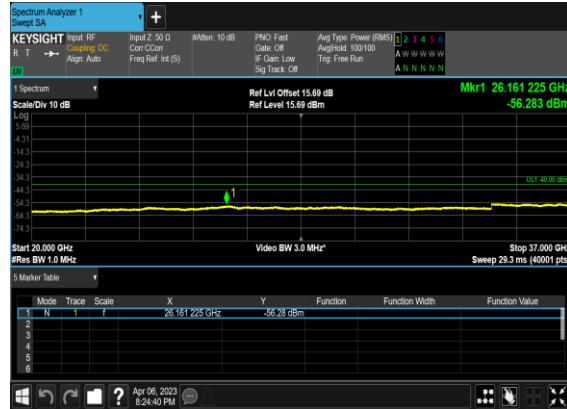 Spectrum Analyzer 1
Swept SA
+
KEYSIGHT Input: RF Input Z: 50 Ω #Atten: 10 dB PNO: Fast Avg Type: Power (RMS) 1 2 3 4 5 6
R T Coupling: DC Corr CCorr Gate: Off Avg|Hold: 100/100 A W W W W W
Align: Auto Freq Ref: Int (S) IF Gain: Low Trig: Free Run
Sig Track: Off A N N N N N
1 Spectrum Ref Lvl Offset 15.69 dB Mkr1 26.161 225 GHz
Scale/Div 10 dB Ref Level 15.69 dBm -56.283 dBm
Log
5.69
-4.31
-14.3
-24.3
-34.3
DL1 -40.00 dBm
-44.3
1
-54.3
-64.3
-74.3
Start 20.000 GHz Video BW 3.0 MHz* Stop 37.000 GHz
#Res BW 1.0 MHz Sweep 29.3 ms (40001 pts)
5 Marker Table
Mode Trace Scale X Y Function Function Width Function Value
1 N 1 f 26.161 225 GHz -56.28 dBm
2
3
4
5
6
? Apr 06, 2023
8:24:40 PM